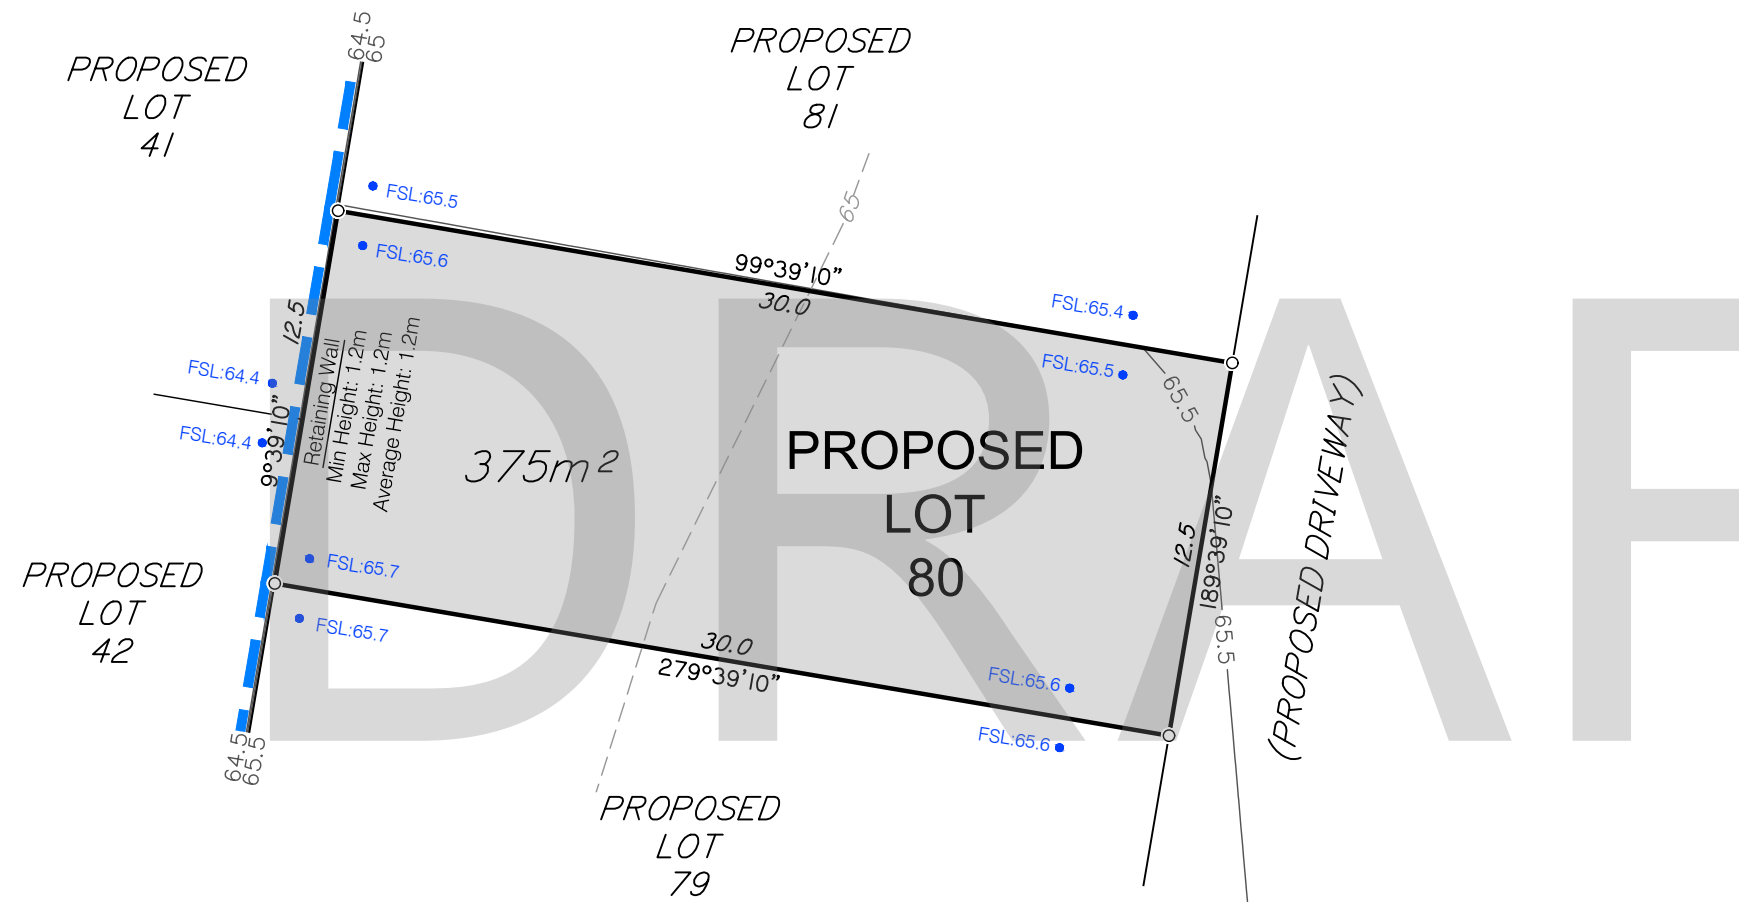 64.5
65
PROPOSED
LOT
41
PROPOSED
LOT
81
FSL:65.5
FSL:65.6
65
99°39'10"
30.0
FSL:65.4
FSL:65.5
65.5
12.5
9°39'10"
Retaining Wall
Min Height: 1.2m
Max Height: 1.2m
Average Height: 1.2m
FSL:64.4
FSL:64.4
375m²
PROPOSED
LOT
80
12.5
189°39'10"
65.5
(PROPOSED DRIVEWAY)
PROPOSED
LOT
42
FSL:65.7
FSL:65.7
30.0
279°39'10"
FSL:65.6
FSL:65.6
64.5
65.5
PROPOSED
LOT
79
DRAF